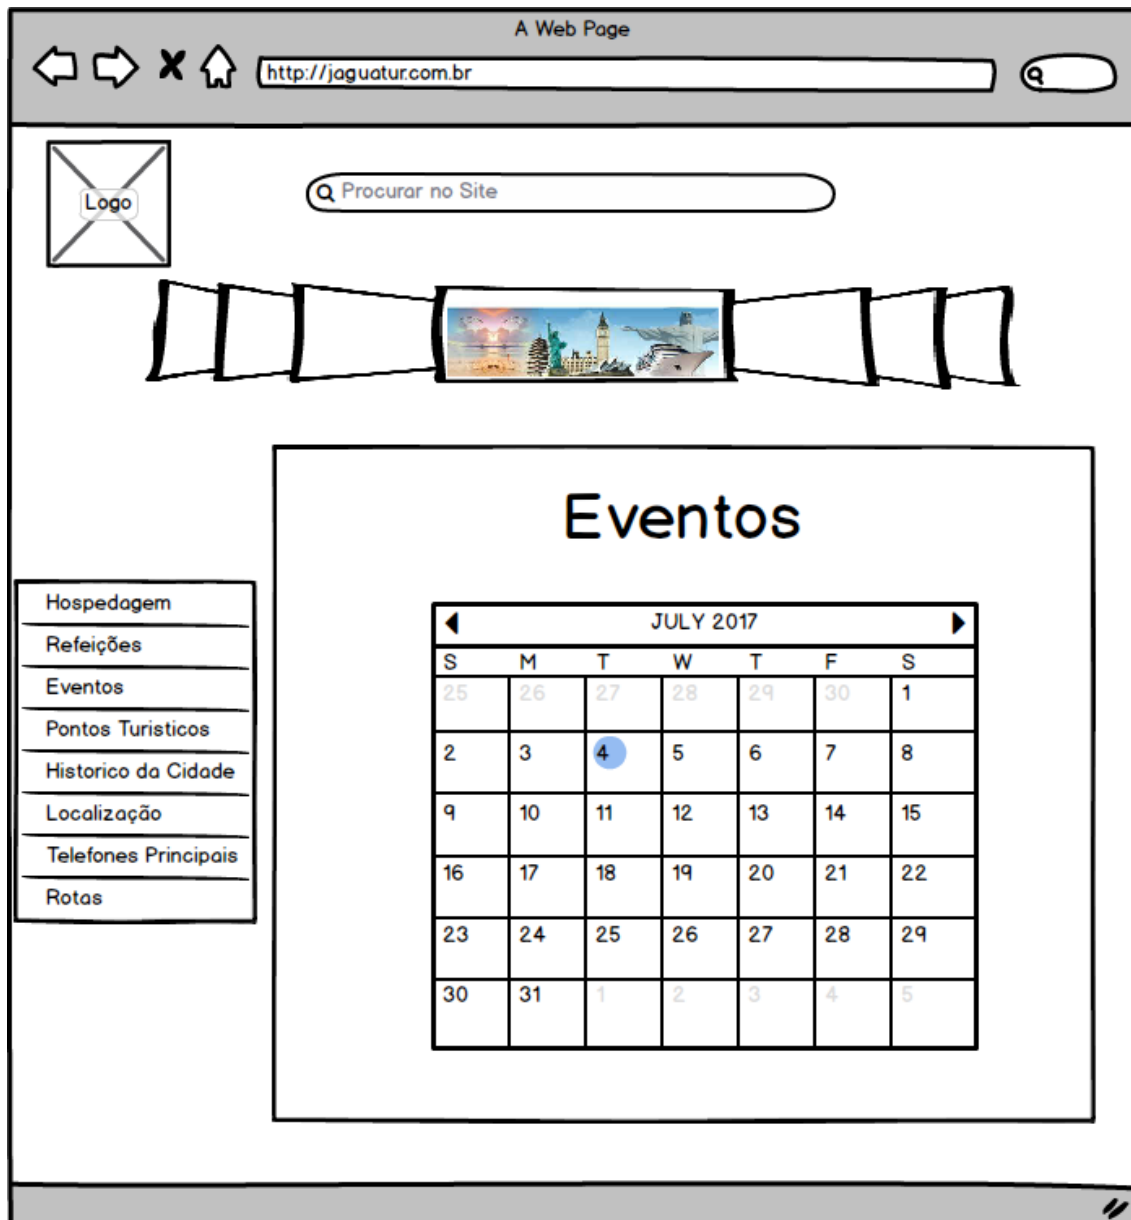 A Web Page
http://jaguatur.com.br
Logo
Procurar no Site
Eventos
Hospedagem
Refeições
Eventos
Pontos Turisticos
Historico da Cidade
Localização
Telefones Principais
Rotas
JULY 2017
S M T W T F S
25 26 27 28 29 30 1
2 3 4 5 6 7 8
9 10 11 12 13 14 15
16 17 18 19 20 21 22
23 24 25 26 27 28 29
30 31 1 2 3 4 5